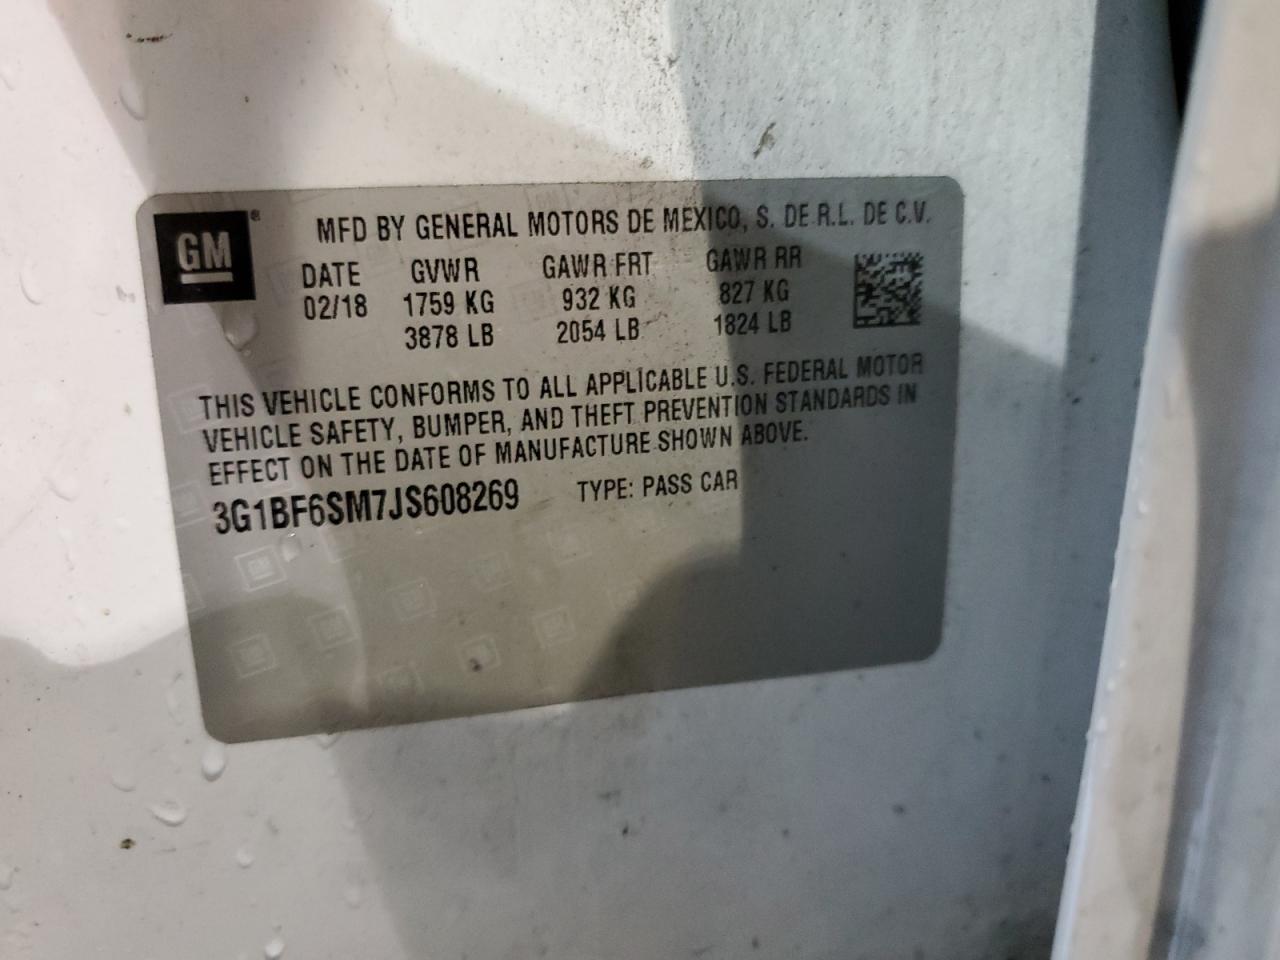 GM®
MFD BY GENERAL MOTORS DE MEXICO, S. DE R.L. DE C.V.
DATE GVWR GAWR FRT GAWR RR
02/18 1759 KG 932 KG 827 KG
3878 LB 2054 LB 1824 LB
THIS VEHICLE CONFORMS TO ALL APPLICABLE U.S. FEDERAL MOTOR
VEHICLE SAFETY, BUMPER, AND THEFT PREVENTION STANDARDS IN
EFFECT ON THE DATE OF MANUFACTURE SHOWN ABOVE.
3G1BF6SM7JS608269 TYPE: PASS CAR